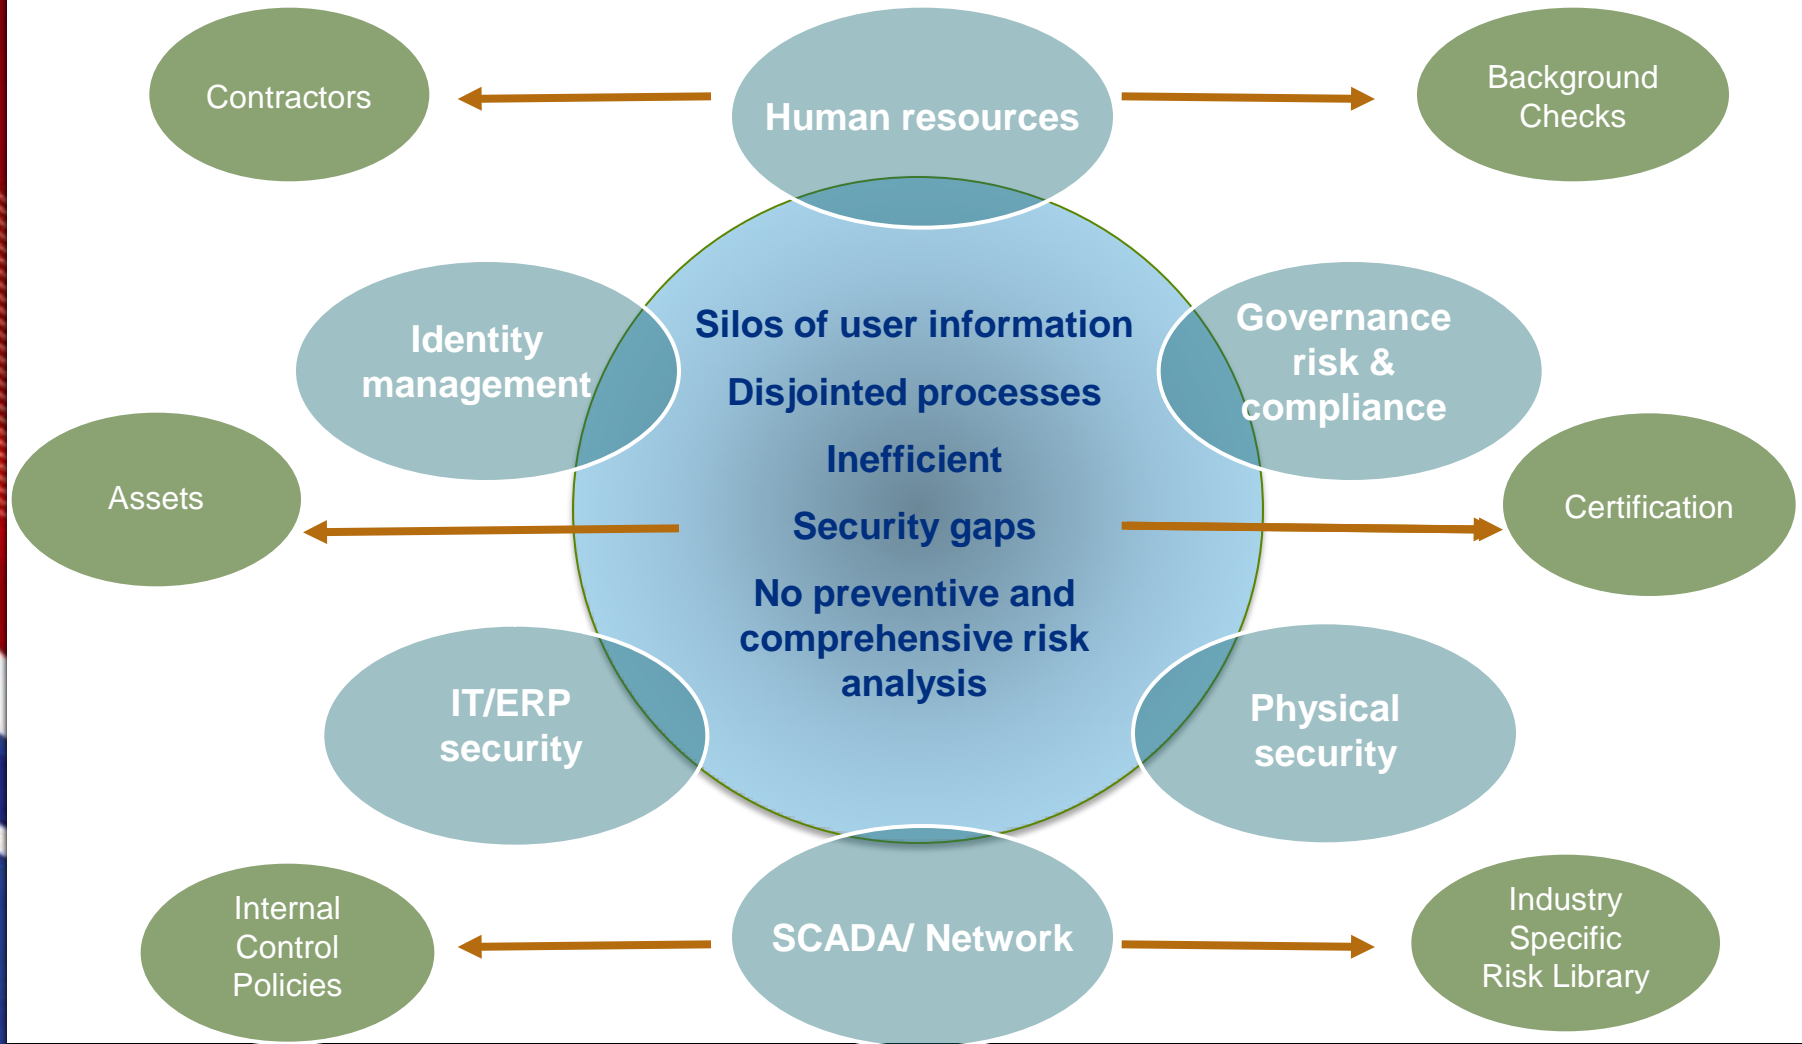 Contractors
Human resources
Background
Checks
Identity
management
Silos of user information
Disjointed processes
Inefficient
Security gaps
No preventive and
comprehensive risk
analysis
Governance
risk &
compliance
Assets
Certification
IT/ERP
security
Physical
security
Internal
Control
Policies
SCADA/ Network
Industry
Specific
Risk Library